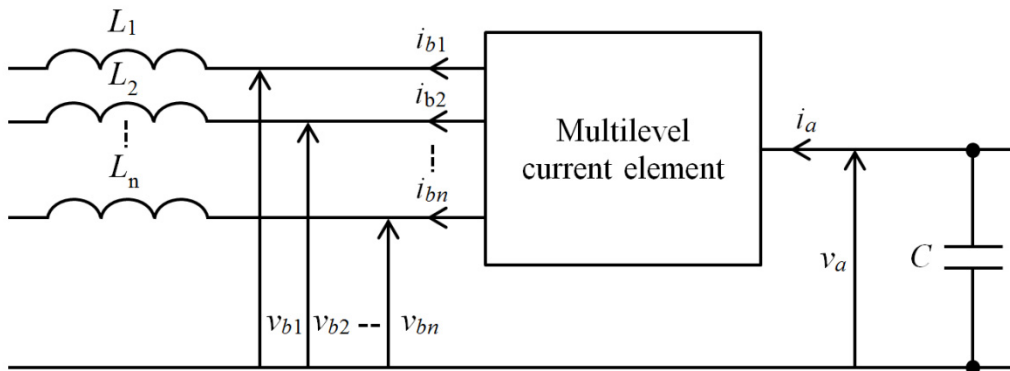 L1
ib1
L2
ib2
Multilevel
current element
ia
Ln
ibn
va
C
vb1
vb2
vbn